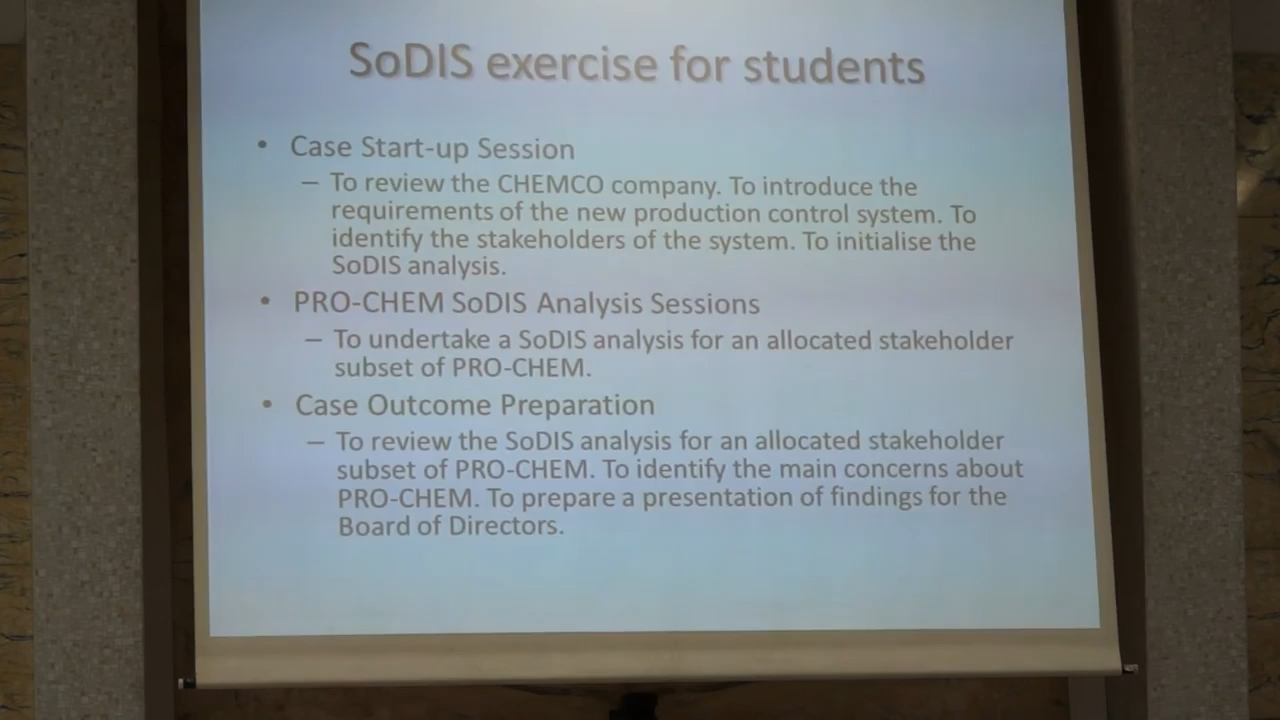 SoDIS exercise for students
• Case Start-up Session
– To review the CHEMCO company. To introduce the
requirements of the new production control system. To
identify the stakeholders of the system. To initialise the
SoDIS analysis.
• PRO-CHEM SoDIS Analysis Sessions
– To undertake a SoDIS analysis for an allocated stakeholder
subset of PRO-CHEM.
• Case Outcome Preparation
– To review the SoDIS analysis for an allocated stakeholder
subset of PRO-CHEM. To identify the main concerns about
PRO-CHEM. To prepare a presentation of findings for the
Board of Directors.